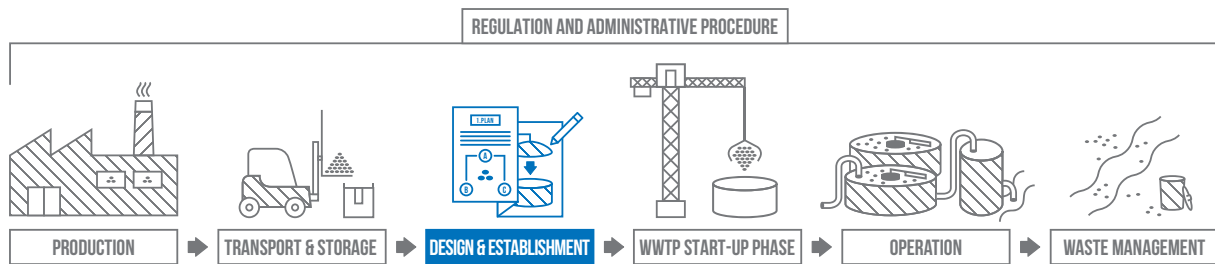 REGULATION AND ADMINISTRATIVE PROCEDURE
1.PLAN
A
B
C
PRODUCTION
TRANSPORT & STORAGE
DESIGN & ESTABLISHMENT
WWTP START-UP PHASE
OPERATION
WASTE MANAGEMENT